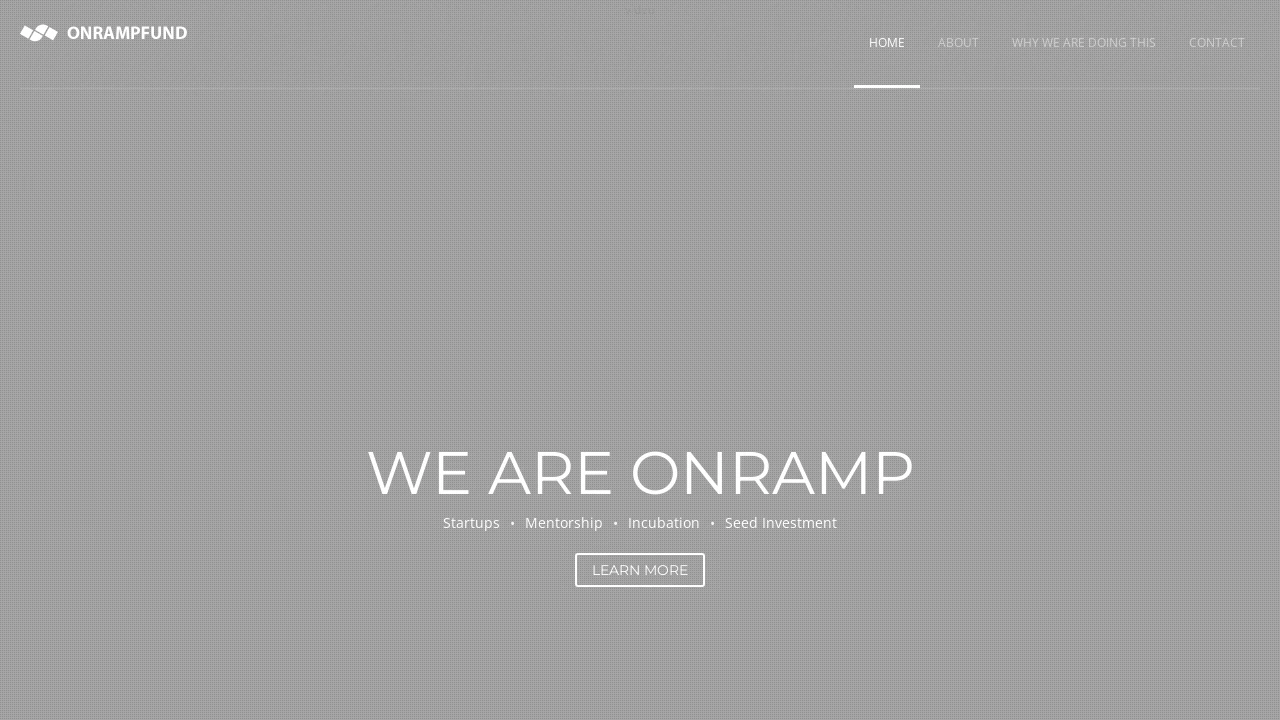 ONRAMPFUND
HOME ABOUT WHY WE ARE DOING THIS CONTACT
WE ARE ONRAMP
Startups • Mentorship • Incubation • Seed Investment
LEARN MORE